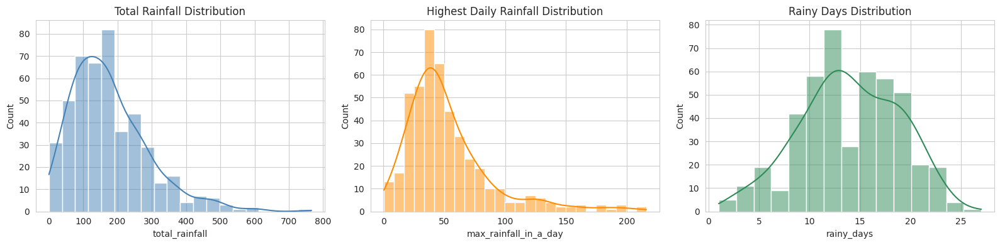 Total Rainfall Distribution
Count
80
70
60
50
40
30
20
10
0
0 100 200 300 400 500 600 700 800
total_rainfall
Highest Daily Rainfall Distribution
Count
80
70
60
50
40
30
20
10
0
0 50 100 150 200
max_rainfall_in_a_day
Rainy Days Distribution
Count
80
70
60
50
40
30
20
10
0
0 5 10 15 20 25
rainy_days